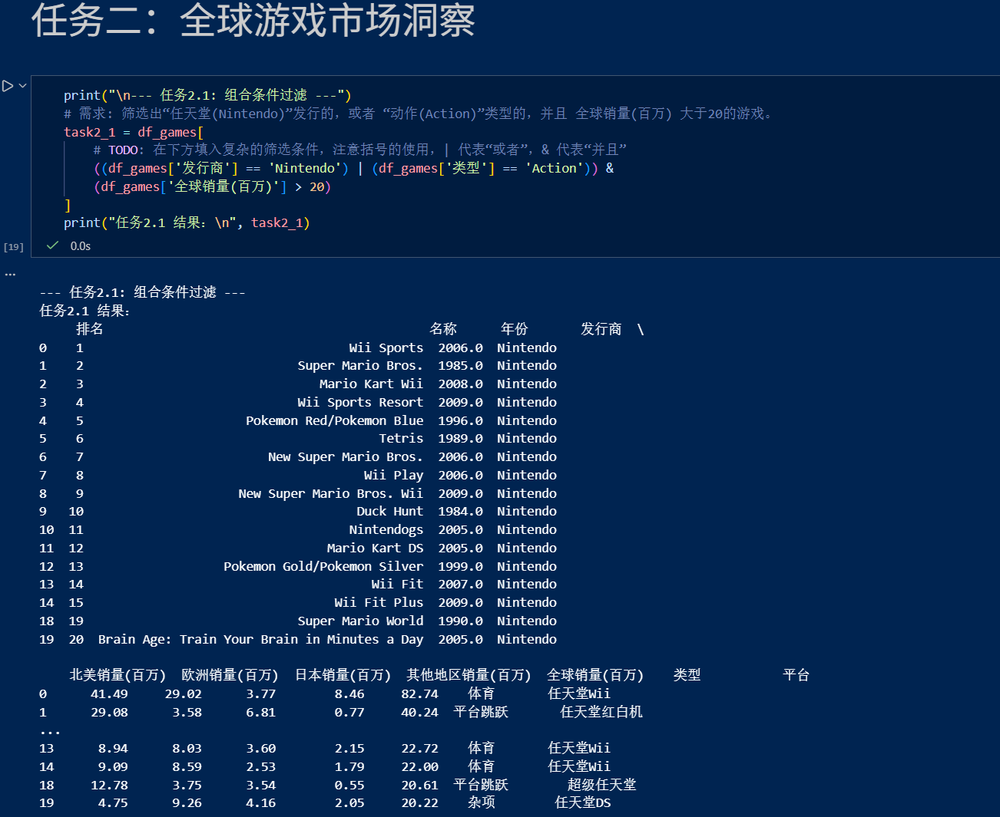 任务二：全球游戏市场洞察
print("\n--- 任务2.1: 组合条件过滤 ---")
# 需求: 筛选出“任天堂(Nintendo)”发行的，或者 “动作(Action)”类型的，并且 全球销量(百万) 大于20的游戏。
task2_1 = df_games[
# TODO: 在下方填入复杂的筛选条件，注意括号的使用，| 代表“或者”，& 代表“并且”
((df_games['发行商'] == 'Nintendo') | (df_games['类型'] == 'Action')) &
(df_games['全球销量(百万)'] > 20)
]
print("任务2.1 结果：\n", task2_1)
[19] 0.0s
...
--- 任务2.1: 组合条件过滤 ---
任务2.1 结果：
排名 名称 年份 发行商 \
0 1 Wii Sports 2006.0 Nintendo
1 2 Super Mario Bros. 1985.0 Nintendo
2 3 Mario Kart Wii 2008.0 Nintendo
3 4 Wii Sports Resort 2009.0 Nintendo
4 5 Pokemon Red/Pokemon Blue 1996.0 Nintendo
5 6 Tetris 1989.0 Nintendo
6 7 New Super Mario Bros. 2006.0 Nintendo
7 8 Wii Play 2006.0 Nintendo
8 9 New Super Mario Bros. Wii 2009.0 Nintendo
9 10 Duck Hunt 1984.0 Nintendo
10 11 Nintendogs 2005.0 Nintendo
11 12 Mario Kart DS 2005.0 Nintendo
12 13 Pokemon Gold/Pokemon Silver 1999.0 Nintendo
13 14 Wii Fit 2007.0 Nintendo
14 15 Wii Fit Plus 2009.0 Nintendo
18 19 Super Mario World 1990.0 Nintendo
19 20 Brain Age: Train Your Brain in Minutes a Day 2005.0 Nintendo
北美销量(百万) 欧洲销量(百万) 日本销量(百万) 其他地区销量(百万) 全球销量(百万) 类型 平台
0 41.49 29.02 3.77 8.46 82.74 体育 任天堂Wii
1 29.08 3.58 6.81 0.77 40.24 平台跳跃 任天堂红白机
...
13 8.94 8.03 3.60 2.15 22.72 体育 任天堂Wii
14 9.09 8.59 2.53 1.79 22.00 体育 任天堂Wii
18 12.78 3.75 3.54 0.55 20.61 平台跳跃 超级任天堂
19 4.75 9.26 4.16 2.05 20.22 杂项 任天堂DS